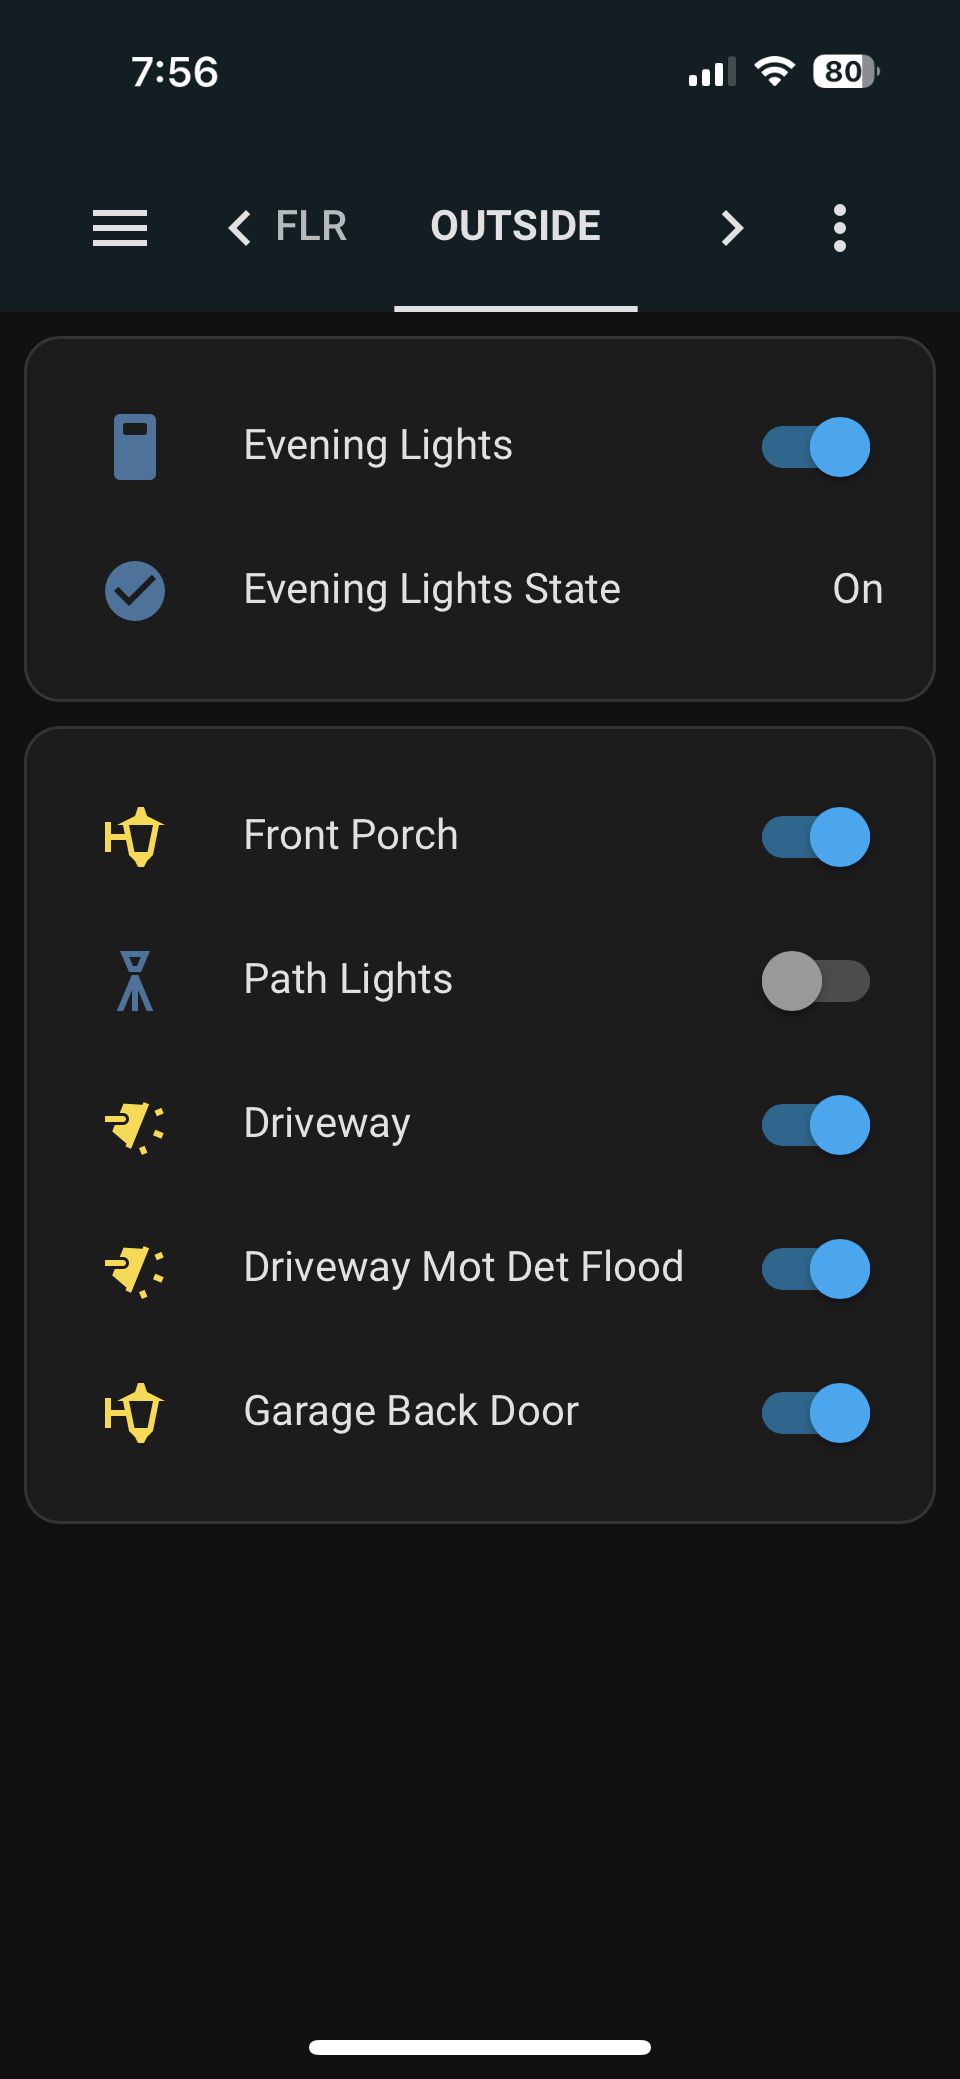 7:56
80
FLR
OUTSIDE
Evening Lights
Evening Lights State
On
Front Porch
Path Lights
Driveway
Driveway Mot Det Flood
Garage Back Door